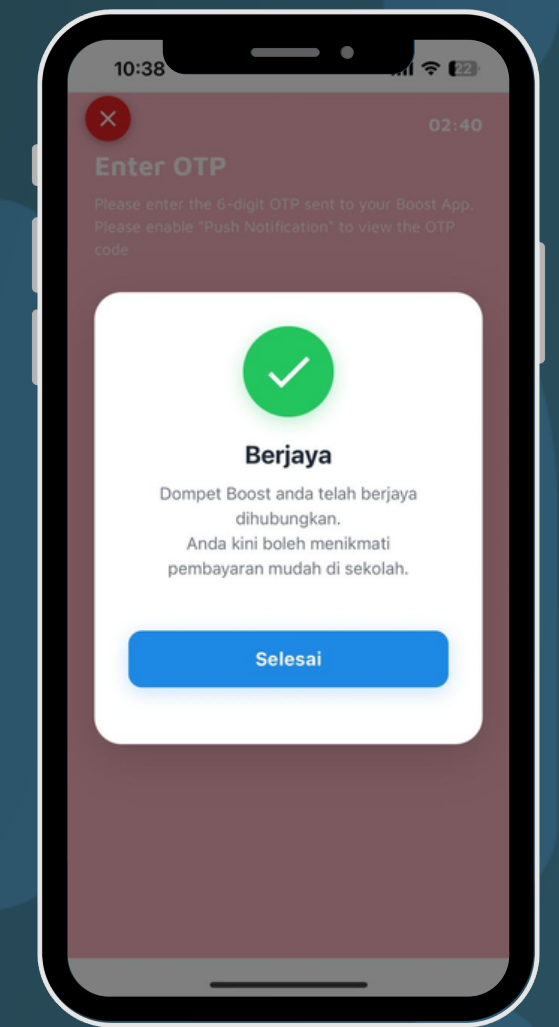 10:38
22
02:40
Enter OTP
Please enter the 6-digit OTP sent to your Boost App.
Please enable "Push Notification" to view the OTP
code
Berjaya
Dompet Boost anda telah berjaya
dihubungkan.
Anda kini boleh menikmati
pembayaran mudah di sekolah.
Selesai